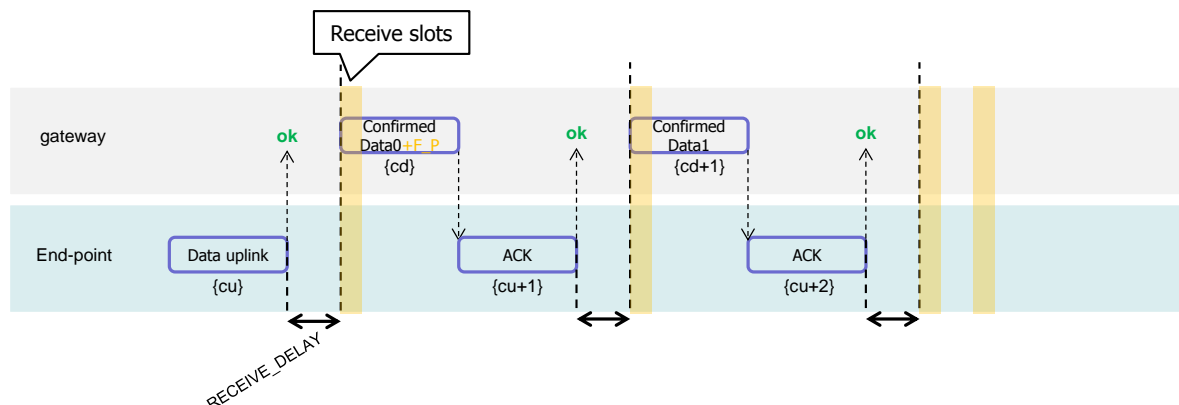 Receive slots
gateway
ok
Confirmed
Data0+F_P
{cd}
ok
Confirmed
Data1
{cd+1}
ok
End-point
Data uplink
{cu}
ACK
{cu+1}
ACK
{cu+2}
RECEIVE_DELAY